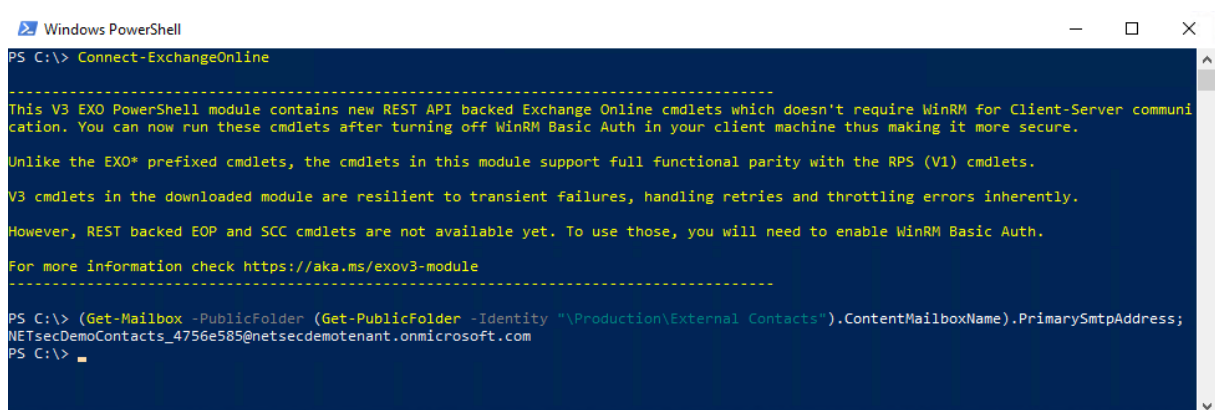 Windows PowerShell
PS C:\> Connect-ExchangeOnline
----------------------------------------------------------------------------------------
This V3 EXO PowerShell module contains new REST API backed Exchange Online cmdlets which doesn't require WinRM for Client-Server communi
cation. You can now run these cmdlets after turning off WinRM Basic Auth in your client machine thus making it more secure.
Unlike the EXO* prefixed cmdlets, the cmdlets in this module support full functional parity with the RPS (V1) cmdlets.
V3 cmdlets in the downloaded module are resilient to transient failures, handling retries and throttling errors inherently.
However, REST backed EOP and SCC cmdlets are not available yet. To use those, you will need to enable WinRM Basic Auth.
For more information check https://aka.ms/exov3-module
----------------------------------------------------------------------------------------
PS C:\> (Get-Mailbox -PublicFolder (Get-PublicFolder -Identity "\Production\External Contacts").ContentMailboxName).PrimarySmtpAddress;
NETsecDemoContacts_4756e585@netsecdemotenant.onmicrosoft.com
PS C:\>